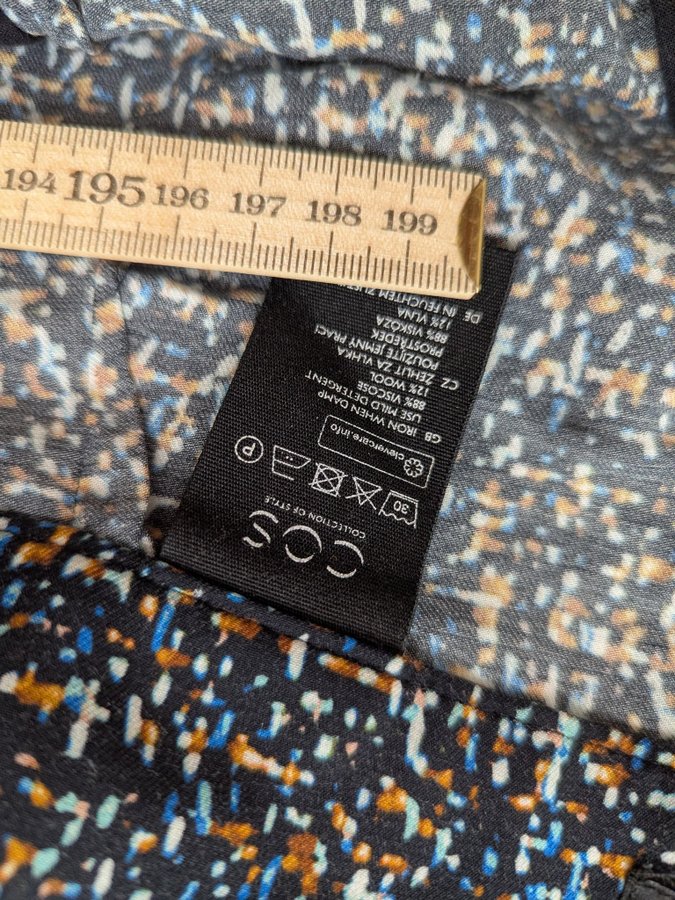 194 195 196 197 198 199
COS
COLLECTION OF STYLE
30
P
clevercare.info
GB IRON WHEN DAMP
USE MILD DETERGENT
88% VISCOSE
12% WOOL
CZ ŽEHLIT ZA VLHKA
POUŽIJTE JEMNÝ PRACÍ
PROSTŘEDEK
88% VISKÓZA
12% VLNA
DE IN FEUCHTEM